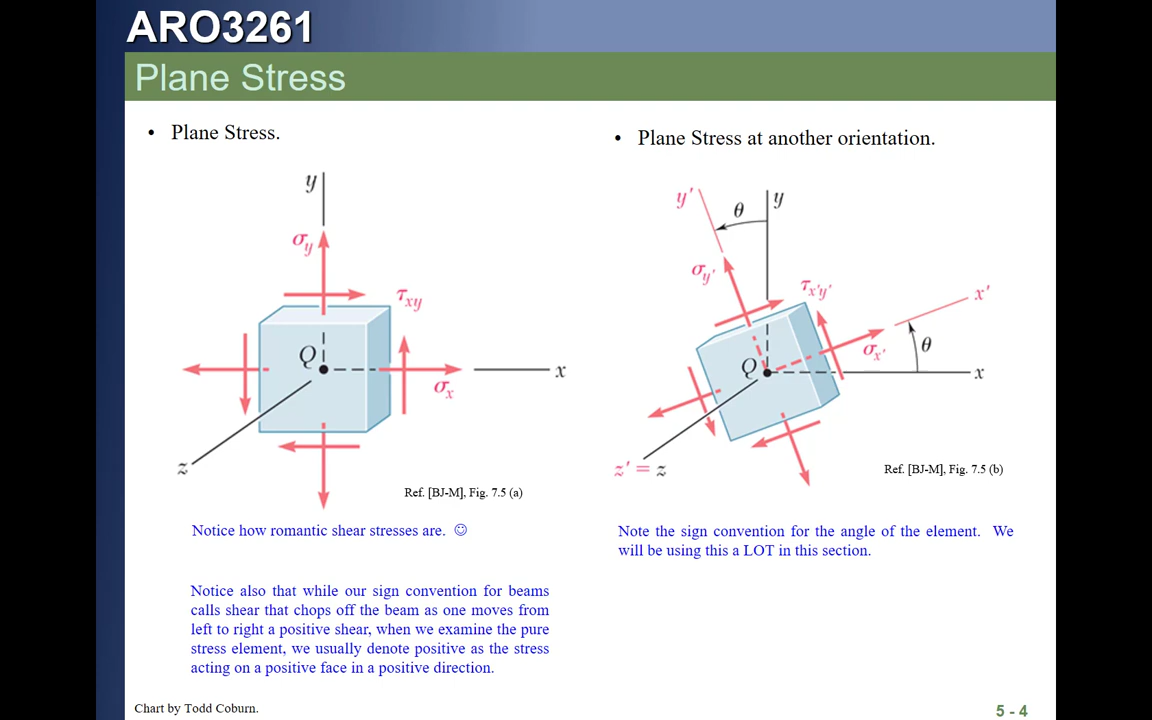 ARO3261
Plane Stress
• Plane Stress.
y
σy
τxy
Q
x
σx
z
Ref. [BJ-M], Fig. 7.5 (a)
Notice how romantic shear stresses are. ☺
Notice also that while our sign convention for beams
calls shear that chops off the beam as one moves from
left to right a positive shear, when we examine the pure
stress element, we usually denote positive as the stress
acting on a positive face in a positive direction.
• Plane Stress at another orientation.
y'
θ
y
σy'
τx'y'
x'
σx'
θ
Q
x
z' = z
Ref. [BJ-M], Fig. 7.5 (b)
Note the sign convention for the angle of the element. We
will be using this a LOT in this section.
Chart by Todd Coburn.
5 - 4